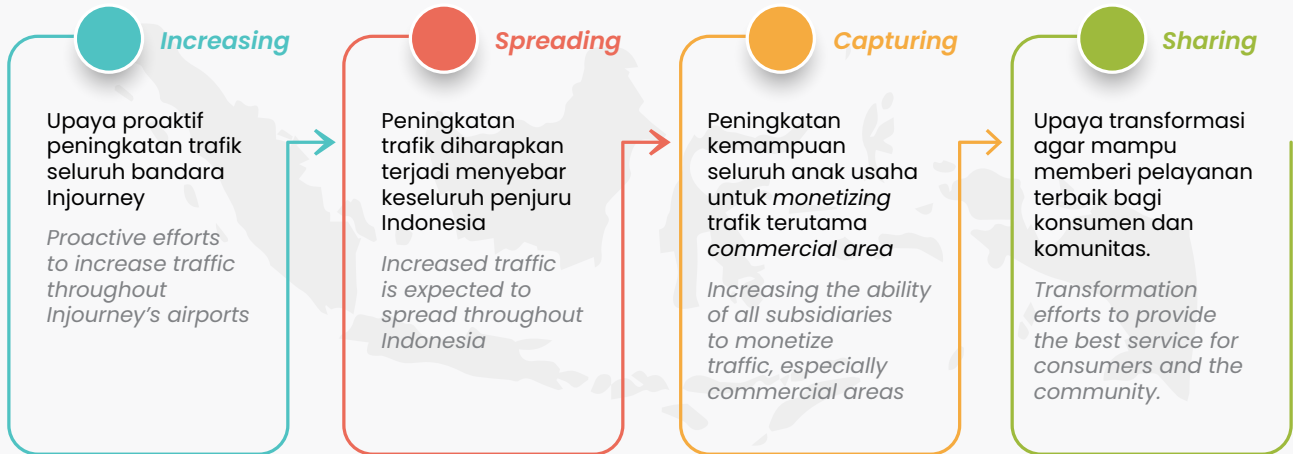 Increasing
Upaya proaktif
peningkatan trafik
seluruh bandara
Injourney
Proactive efforts
to increase traffic
throughout
Injourney's airports
Spreading
Peningkatan
trafik diharapkan
terjadi menyebar
keseluruh penjuru
Indonesia
Increased traffic
is expected to
spread throughout
Indonesia
Capturing
Peningkatan
kemampuan
seluruh anak usaha
untuk monetizing
trafik terutama
commercial area
Increasing the ability
of all subsidiaries
to monetize
traffic, especially
commercial areas
Sharing
Upaya transformasi
agar mampu
memberi pelayanan
terbaik bagi
konsumen dan
komunitas.
Transformation
efforts to provide
the best service for
consumers and the
community.